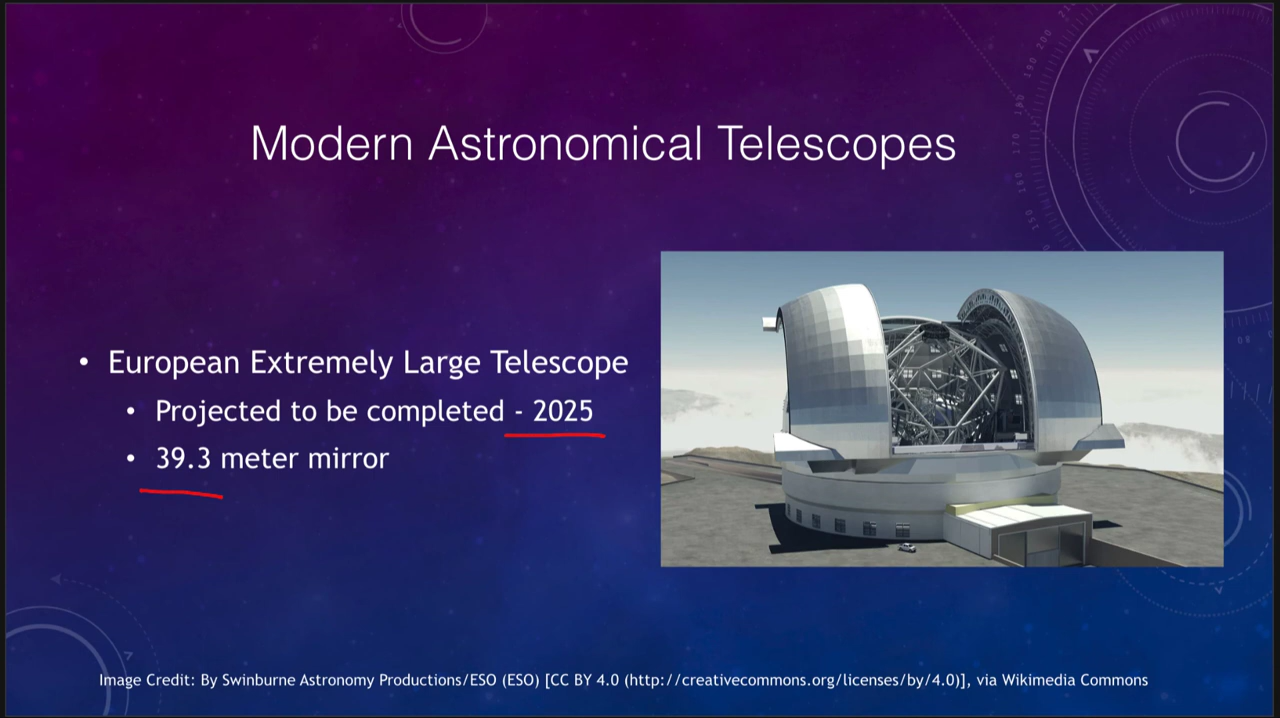 Modern Astronomical Telescopes
• European Extremely Large Telescope
• Projected to be completed - 2025
• 39.3 meter mirror
Image Credit: By Swinburne Astronomy Productions/ESO (ESO) [CC BY 4.0 (http://creativecommons.org/licenses/by/4.0)], via Wikimedia Commons